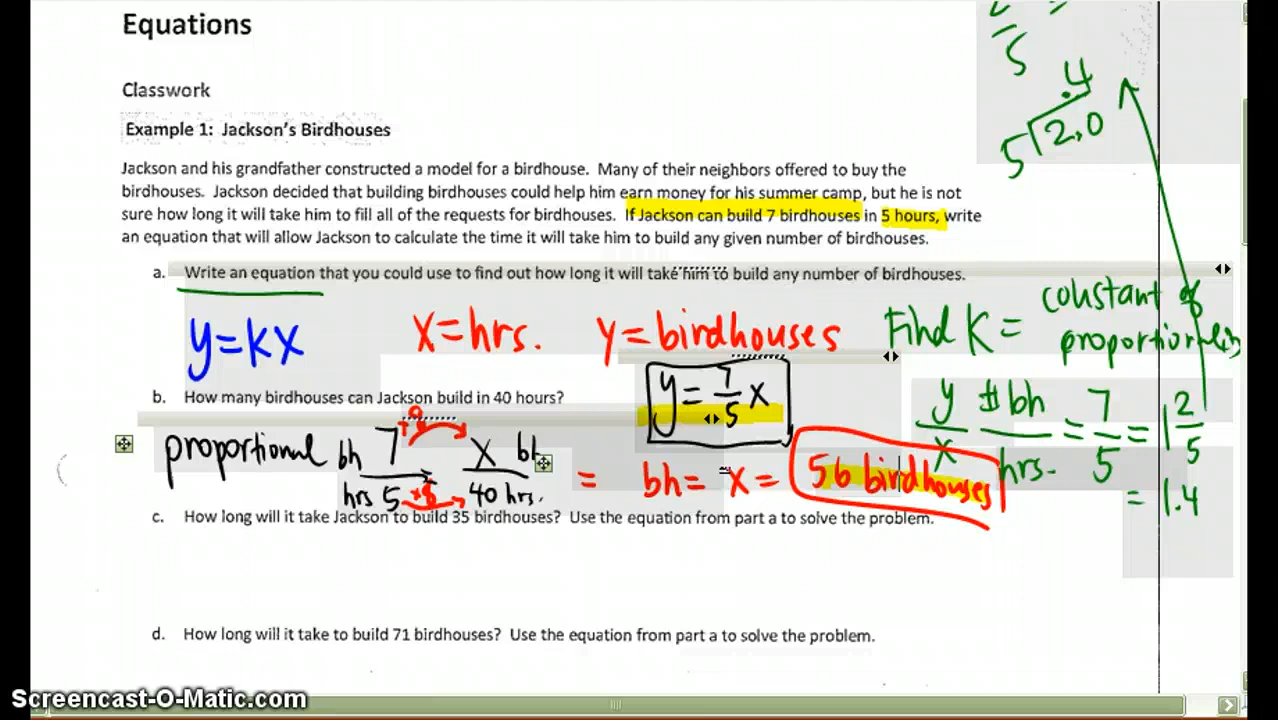 Equations
2
5
.4
5 2.0
Classwork
Example 1: Jackson's Birdhouses
Jackson and his grandfather constructed a model for a birdhouse. Many of their neighbors offered to buy the
birdhouses. Jackson decided that building birdhouses could help him earn money for his summer camp, but he is not
sure how long it will take him to fill all of the requests for birdhouses. If Jackson can build 7 birdhouses in 5 hours, write
an equation that will allow Jackson to calculate the time it will take him to build any given number of birdhouses.
a. Write an equation that you could use to find out how long it will take him to build any number of birdhouses.
y=kx x=hrs. y=birdhouses Find K = constant of
proportionality
y = 7/5 x
y/x #bh/hrs. = 7/5 = 1 2/5
= 1.4
b. How many birdhouses can Jackson build in 40 hours?
proportional bh 7 x bh
hrs 5 ×8 40 hrs.
= bh= x= 56 birdhouses
c. How long will it take Jackson to build 35 birdhouses? Use the equation from part a to solve the problem.
d. How long will it take to build 71 birdhouses? Use the equation from part a to solve the problem.
Screencast-O-Matic.com